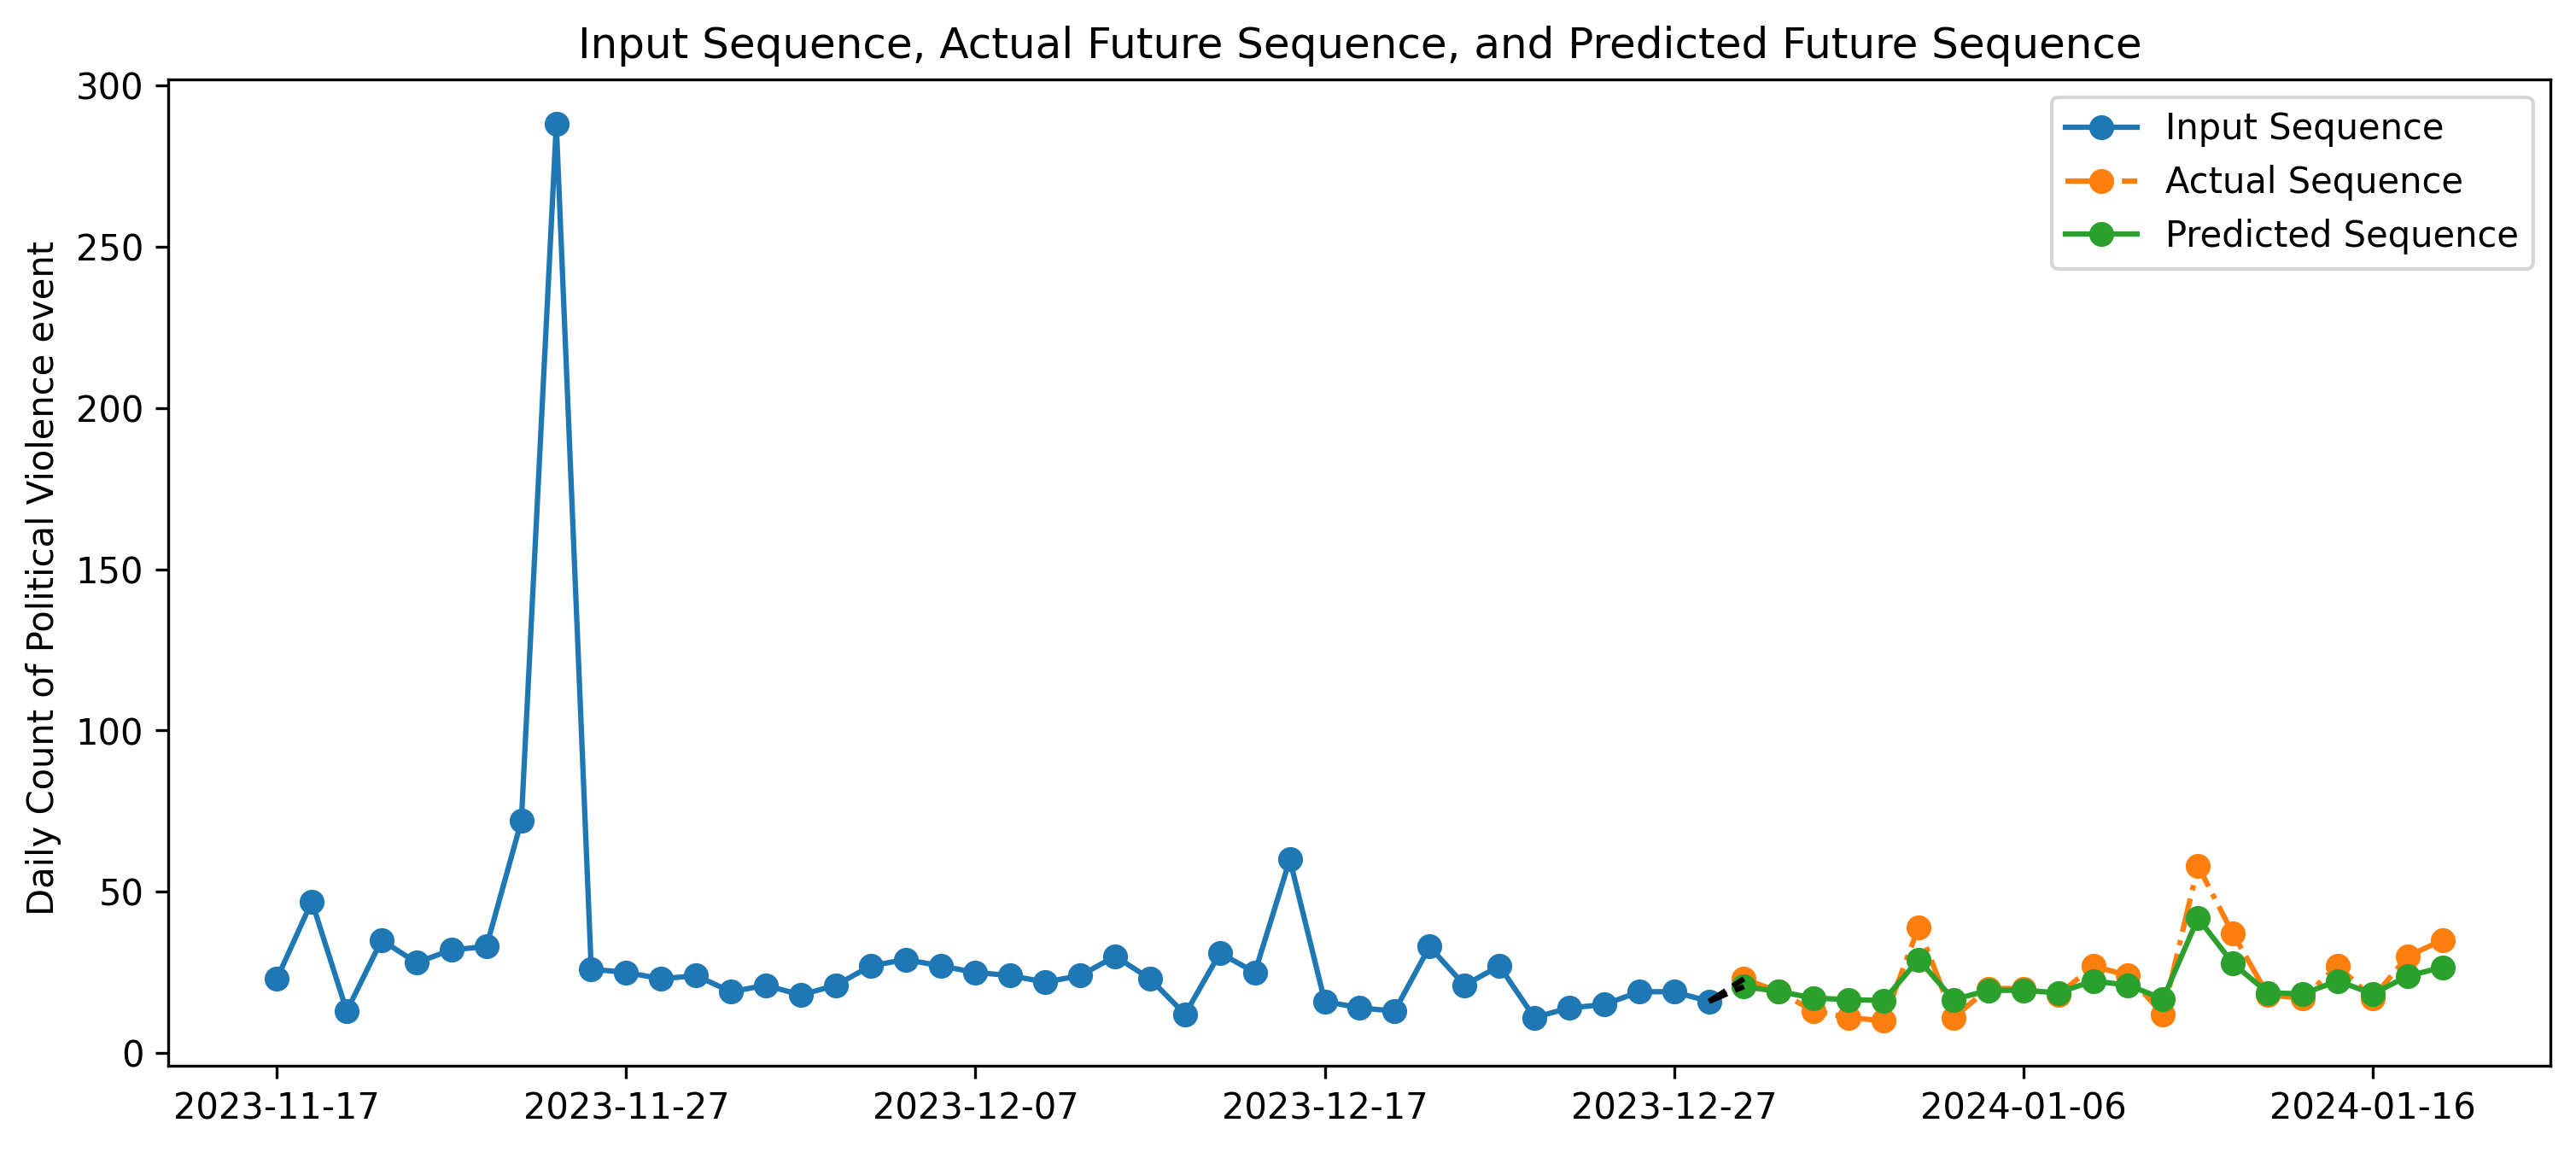 Input Sequence, Actual Future Sequence, and Predicted Future Sequence
Daily Count of Political Violence event
300
250
200
150
100
50
0
Input Sequence
Actual Sequence
Predicted Sequence
2023-11-17
2023-11-27
2023-12-07
2023-12-17
2023-12-27
2024-01-06
2024-01-16